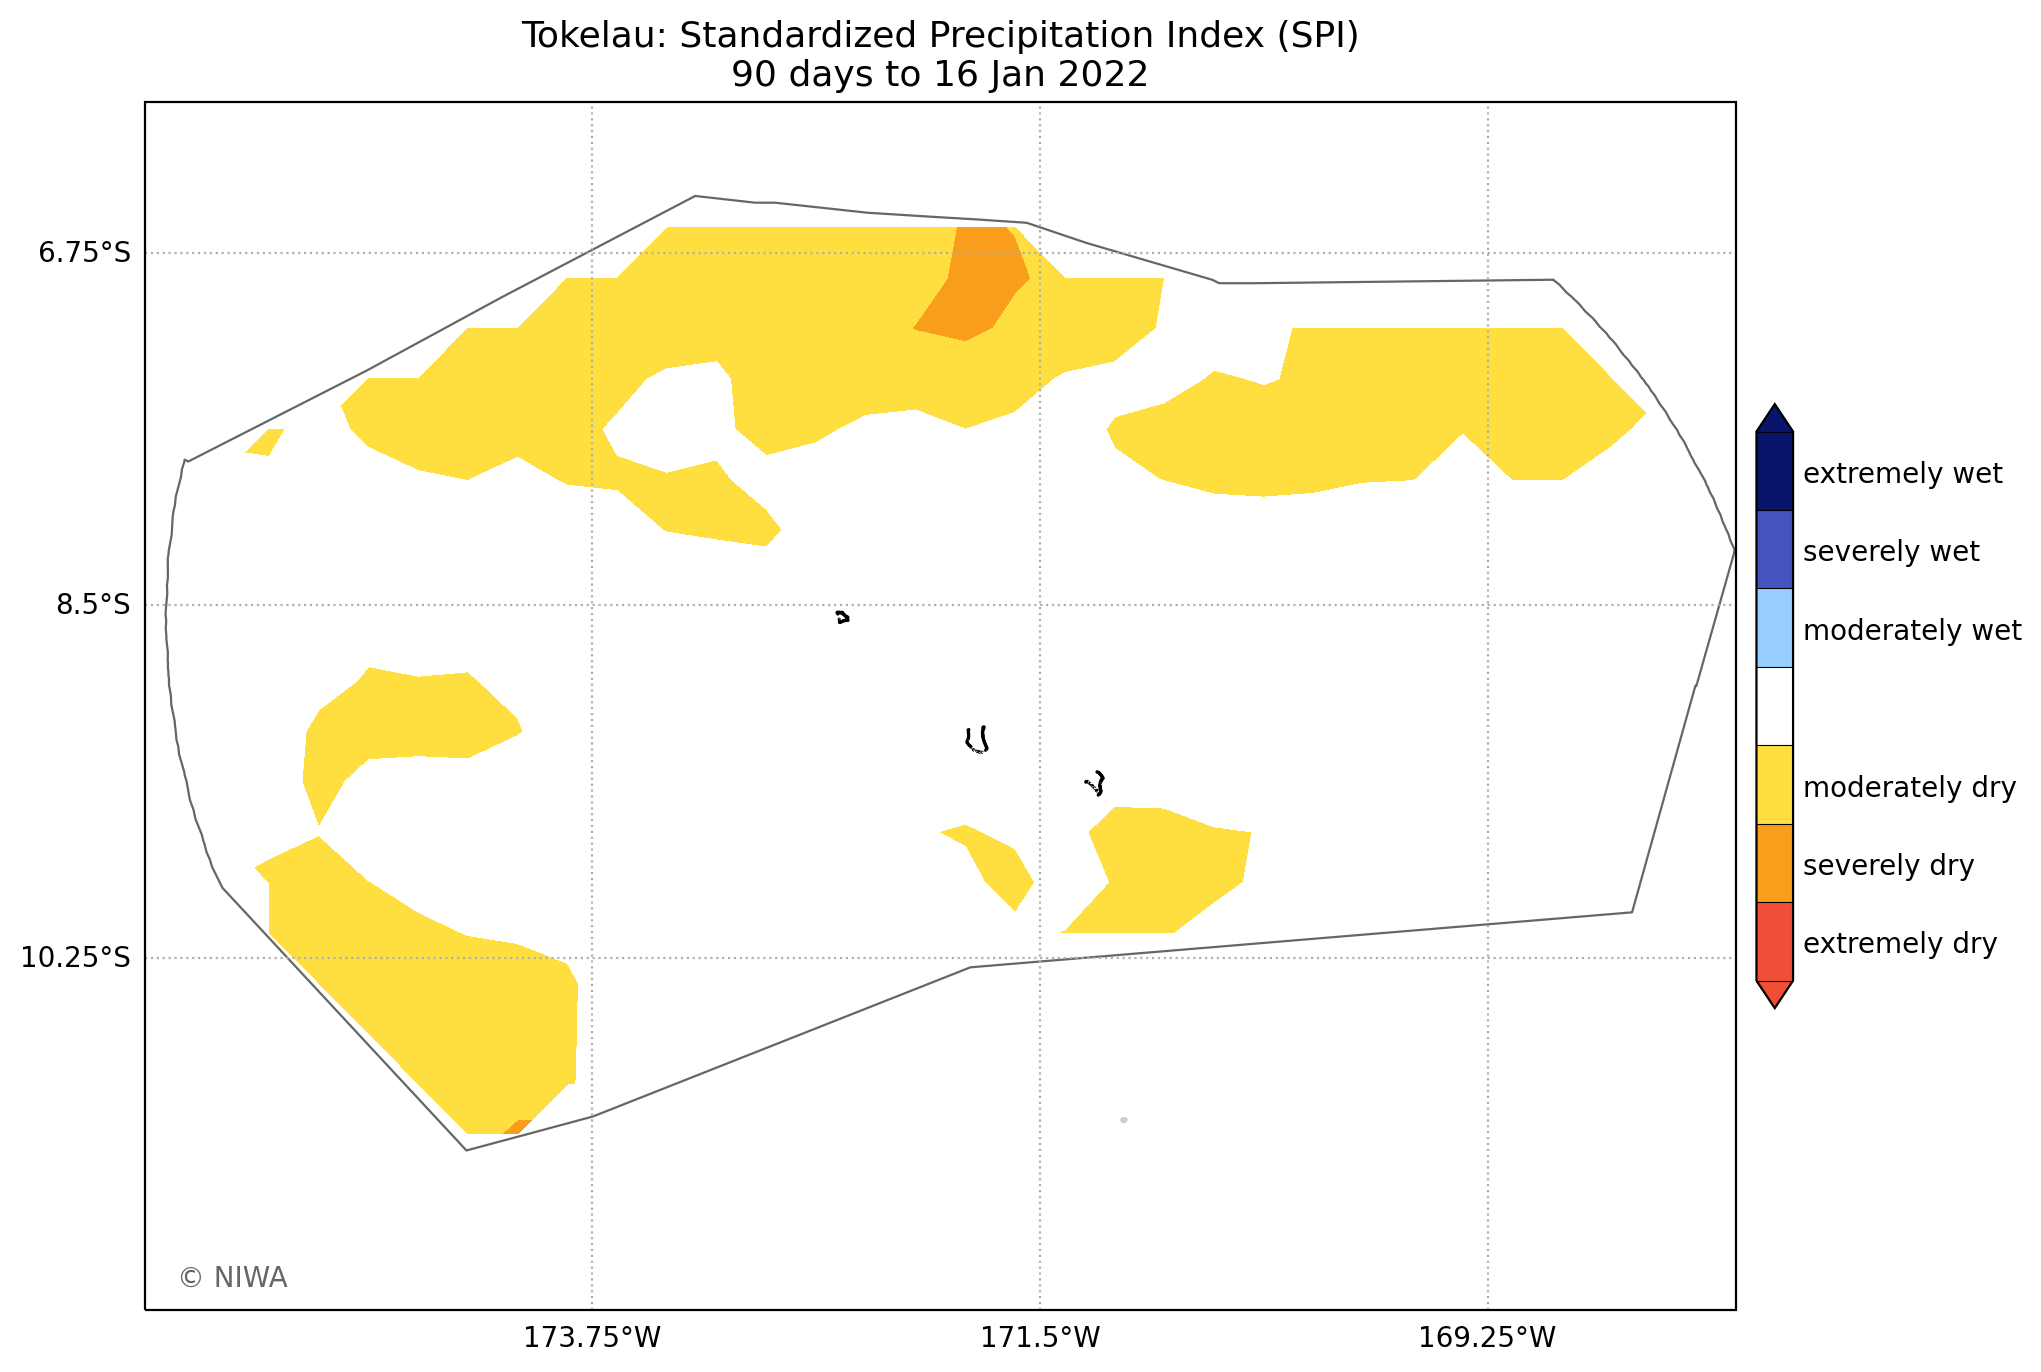 Tokelau: Standardized Precipitation Index (SPI)
90 days to 16 Jan 2022
6.75°S
8.5°S
10.25°S
173.75°W
171.5°W
169.25°W
extremely wet
severely wet
moderately wet
moderately dry
severely dry
extremely dry
© NIWA